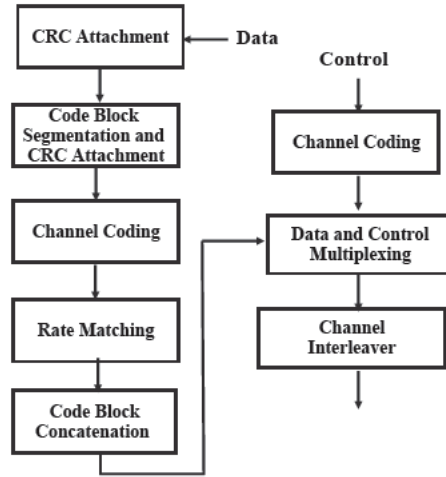 CRC Attachment
Data
Code Block
Segmentation and
CRC Attachment
Channel Coding
Rate Matching
Code Block
Concatenation
Control
Channel Coding
Data and Control
Multiplexing
Channel
Interleaver